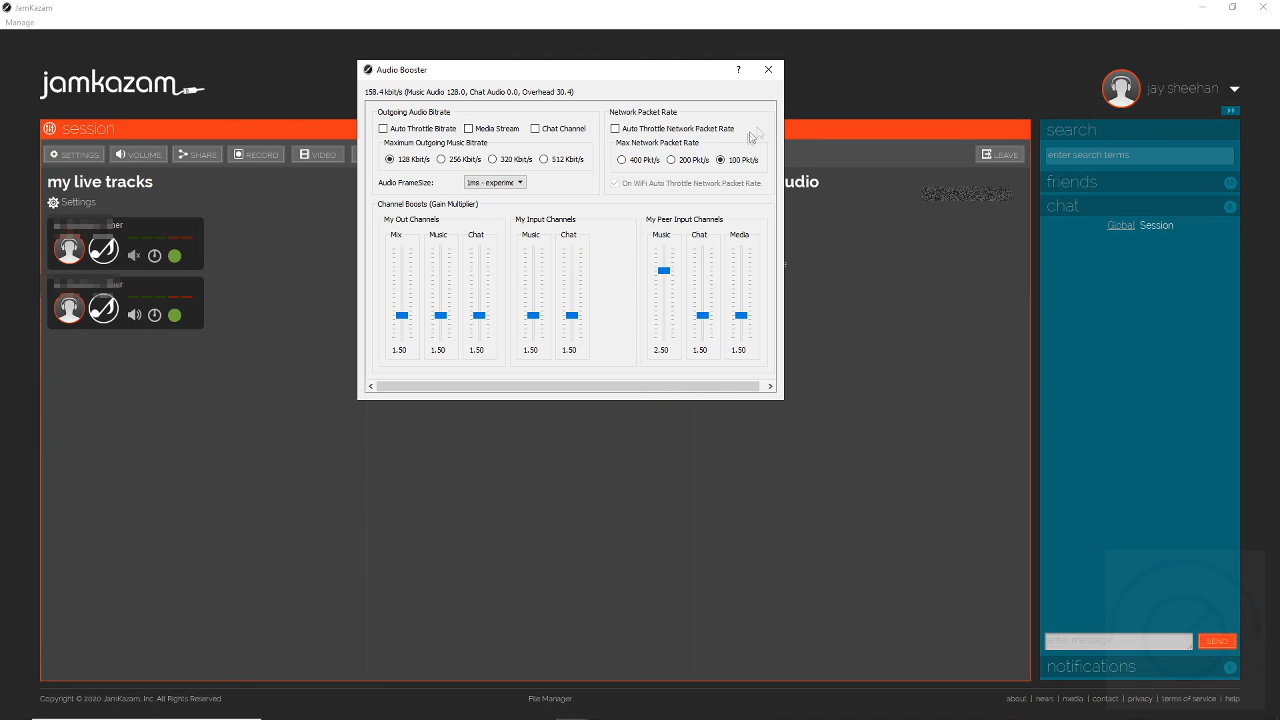 JamKazam
Manage
jamkazam
jay sheehan
Audio Booster
?
158.4 kbit/s (Music Audio 128.0, Chat Audio 0.0, Overhead 30.4)
Outgoing Audio Bitrate
Auto Throttle Bitrate Media Stream Chat Channel
Maximum Outgoing Music Bitrate
128 Kbit/s 256 Kbit/s 320 Kbit/s 512 Kbit/s
Audio FrameSize: 1ms - experime
Network Packet Rate
Auto Throttle Network Packet Rate
Max Network Packet Rate
400 Pkt/s 200 Pkt/s 100 Pkt/s
On WiFi Auto Throttle Network Packet Rate
Channel Boosts (Gain Multiplier)
My Out Channels My Input Channels My Peer Input Channels
Mix Music Chat Music Chat Music Chat Media
1.50 1.50 1.50 1.50 1.50 2.50 1.50 1.50
session
SETTINGS VOLUME SHARE RECORD VIDEO LEAVE
my live tracks
Settings
search
enter search terms
friends
chat
Global Session
enter message
SEND
notifications
Copyright © 2020 JamKazam, Inc. All Rights Reserved
File Manager
about | news | media | contact | privacy | terms of service | help